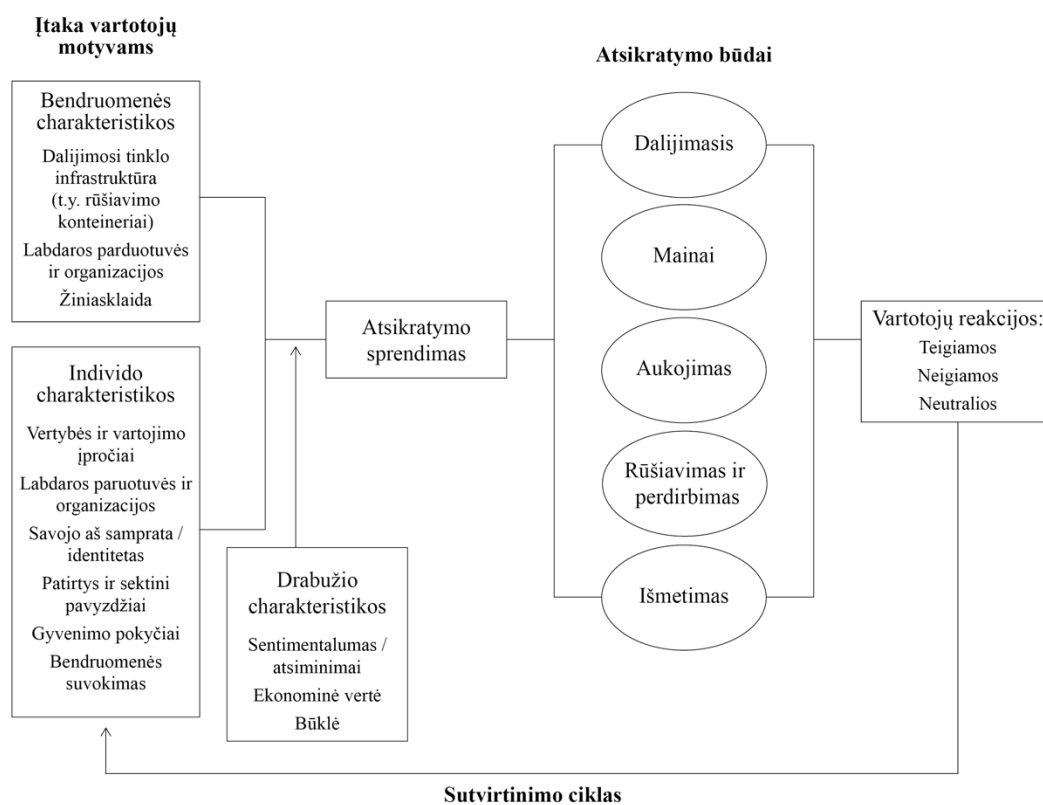 Įtaka vartotojų
motyvams
Bendruomenės
charakteristikos
Dalijimosi tinklo
infrastruktūra
(t.y. rūšiavimo
konteineriai)
Labdaros parduotuvės
ir organizacijos
Žiniasklaida
Individo
charakteristikos
Vertybės ir vartojimo
įpročiai
Labdaros paruotuvės ir
organizacijos
Savojo aš samprata /
identitetas
Patirtys ir sektini
pavyzdžiai
Gyvenimo pokyčiai
Bendruomenės
suvokimas
Drabužio
charakteristikos
Sentimentalumas /
atsiminimai
Ekonominė vertė
Būklė
Atsikratymo
sprendimas
Atsikratymo būdai
Dalijimasis
Mainai
Aukojimas
Rūšiavimas ir
perdirbimas
Išmetimas
Vartotojų reakcijos:
Teigiamos
Neigiamos
Neutralios
Sutvirtinimo ciklas